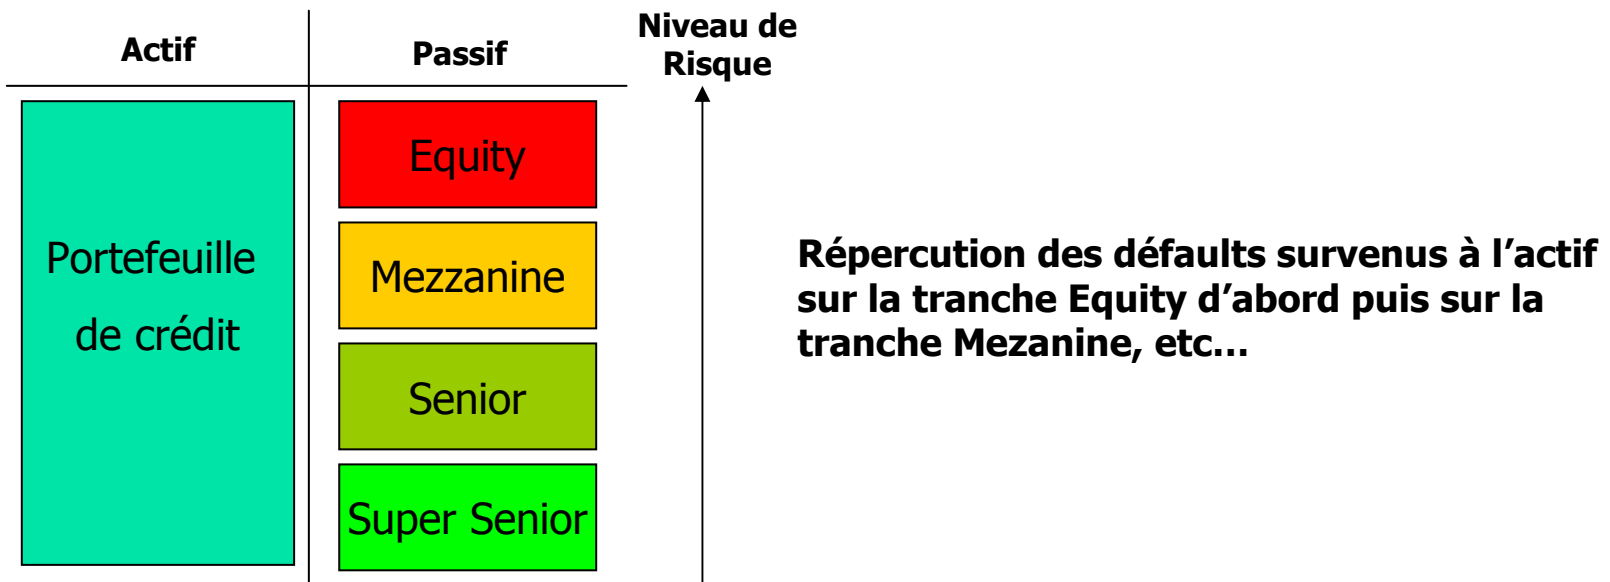 Actif
Passif
Niveau de
Risque
Portefeuille
de crédit
Equity
Mezzanine
Senior
Super Senior
Répercution des défaults survenus à l'actif
sur la tranche Equity d'abord puis sur la
tranche Mezanine, etc…